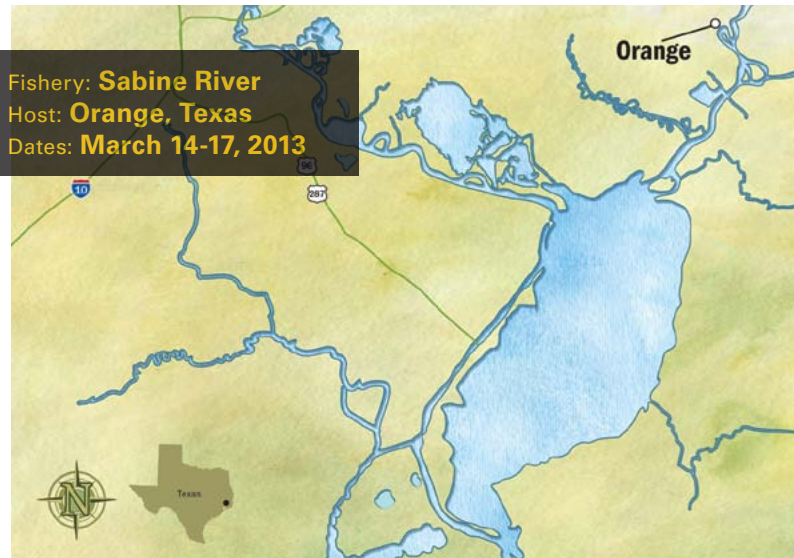 Orange
Fishery: Sabine River
Host: Orange, Texas
Dates: March 14-17, 2013
96
10
287
N
Texas